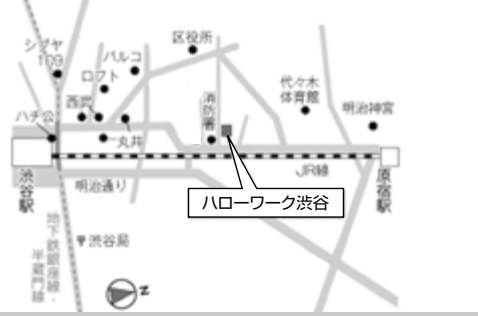 区役所
シブヤ
109
パルコ
ロフト
代々木
体育館
西武
消防署
明治神宮
ハチ公
丸井
JR線
渋谷駅
原宿駅
明治通り
ハローワーク渋谷
地下鉄銀座線・
半蔵門線
〒渋谷局
N